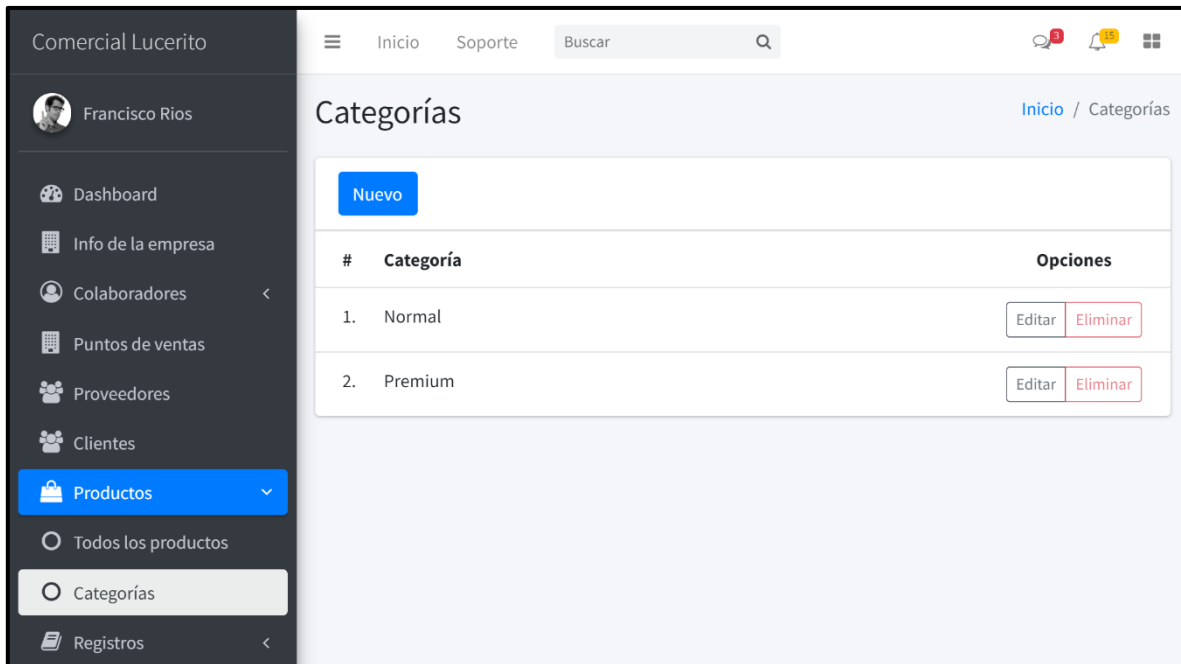 Comercial Lucerito
Inicio Soporte Buscar 3 15
Francisco Rios
Categorías
Inicio / Categorías
Dashboard
Info de la empresa
Colaboradores
Puntos de ventas
Proveedores
Clientes
Productos
Todos los productos
Categorías
Registros
Nuevo
# Categoría Opciones
1. Normal Editar Eliminar
2. Premium Editar Eliminar